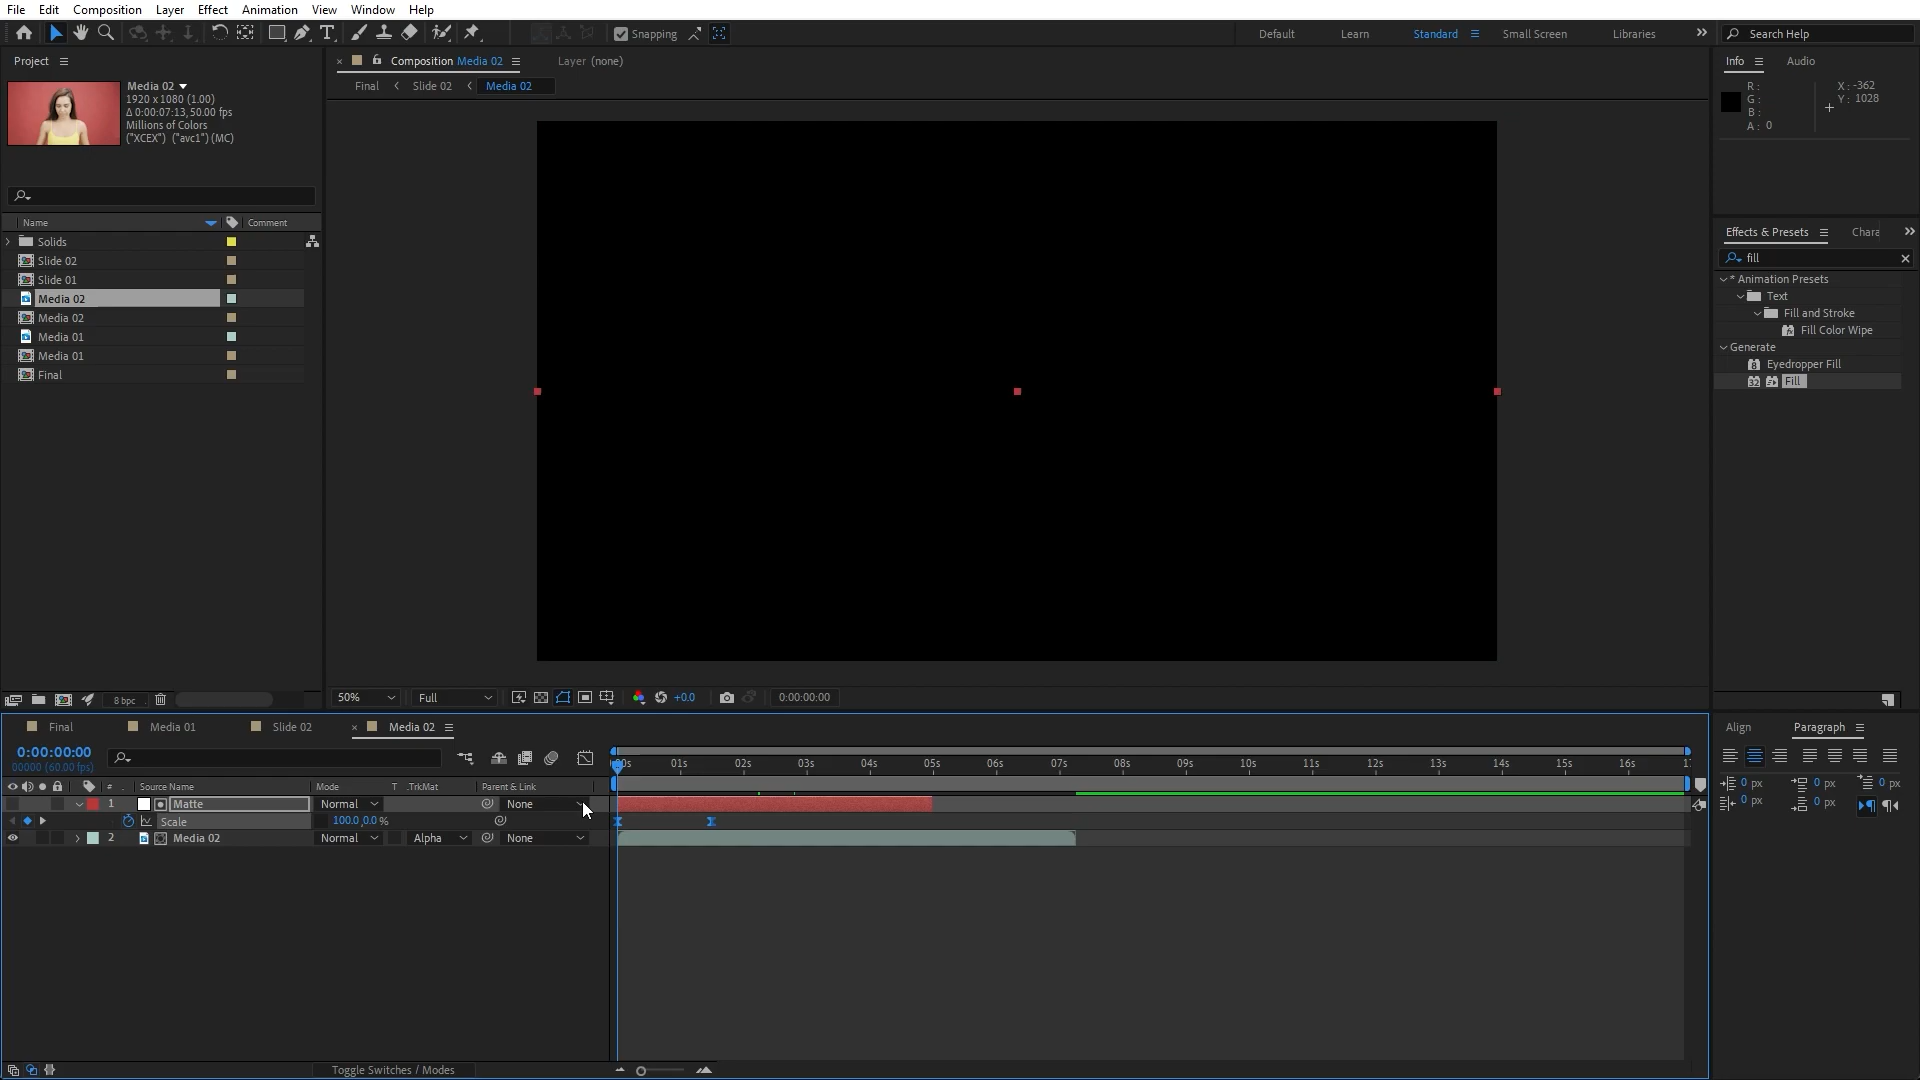 File Edit Composition Layer Effect Animation View Window Help
Snapping Default Learn Standard Small Screen Libraries Search Help
Project
Composition Media 02 Layer (none)
Final Slide 02 Media 02
Media 02
1920 x 1080 (1.00)
Δ 0:00:07:13, 50.00 fps
Millions of Colors
("XCEX") ("avc1") (MC)
Name Comment
Solids
Slide 02
Slide 01
Media 02
Media 02
Media 01
Media 01
Final
8 bpc
50% Full +0.0 0:00:00:00
Info Audio
R: X: -362
G: Y: 1028
B:
A: 0
Effects & Presets Chara
fill
* Animation Presets
Text
Fill and Stroke
Fill Color Wipe
Generate
Eyedropper Fill
Fill
Final Media 01 Slide 02 Media 02
0:00:00:00
00000 (60.00 fps)
:00s 01s 02s 03s 04s 05s 06s 07s 08s 09s 10s 11s 12s 13s 14s 15s 16s 17
# Source Name Mode T .TrkMat Parent & Link
1 Matte Normal None
Scale 100.0,0.0 %
2 Media 02 Normal Alpha None
Toggle Switches / Modes
Align Paragraph
0 px 0 px 0 px
0 px 0 px